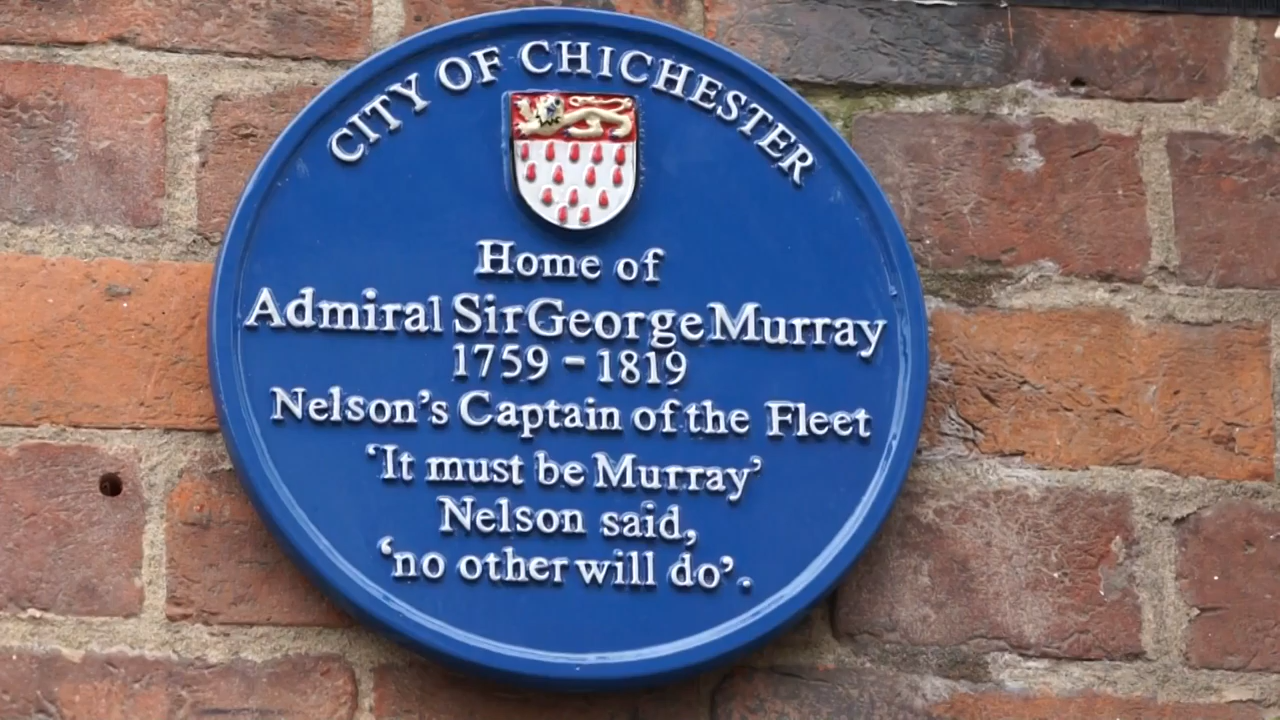 CITY OF CHICHESTER
Home of
Admiral Sir George Murray
1759 - 1819
Nelson's Captain of the Fleet
'It must be Murray'
Nelson said,
'no other will do'.